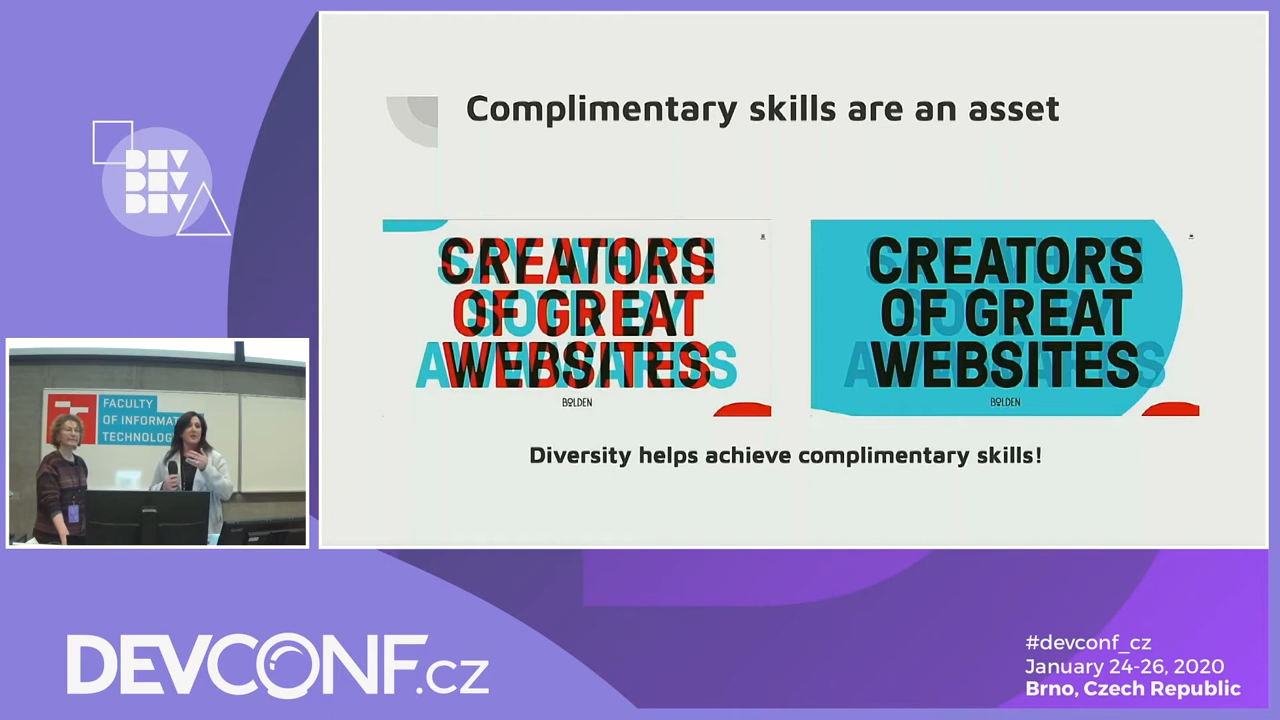 DEV
DEV
DEV
Complimentary skills are an asset
CREATORS
OF GREAT
WEBSITES
BOLDEN
CREATORS
OF GREAT
WEBSITES
BOLDEN
Diversity helps achieve complimentary skills!
FACULTY
OF INFORMAT
TECHNOLOG
DEVCONF.cz
#devconf_cz
January 24-26, 2020
Brno, Czech Republic